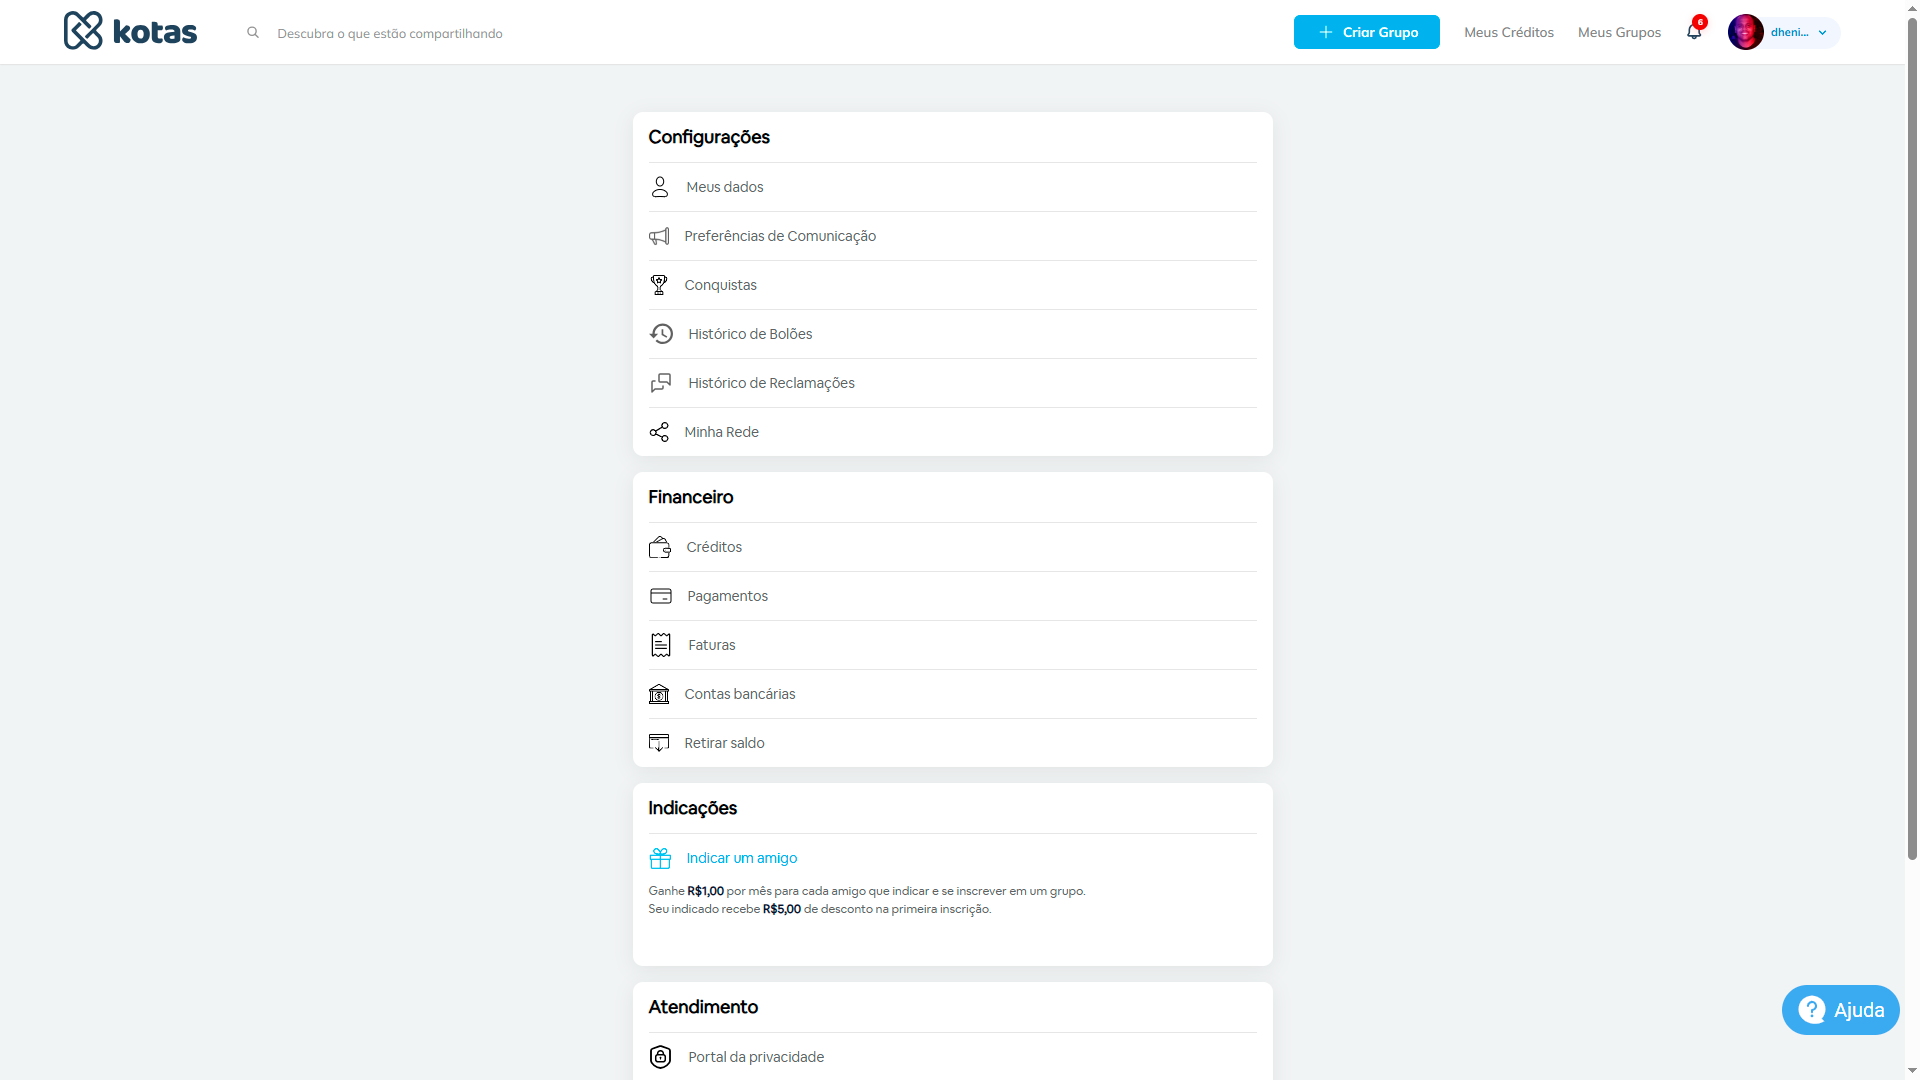 kotas
Descubra o que estão compartilhando
Criar Grupo
Meus Créditos
Meus Grupos
6
dheni...
Configurações
Meus dados
Preferências de Comunicação
Conquistas
Histórico de Bolões
Histórico de Reclamações
Minha Rede
Financeiro
Créditos
Pagamentos
Faturas
Contas bancárias
Retirar saldo
Indicações
Indicar um amigo
Ganhe R$1,00 por mês para cada amigo que indicar e se inscrever em um grupo.
Seu indicado recebe R$5,00 de desconto na primeira inscrição.
Atendimento
Portal da privacidade
Ajuda